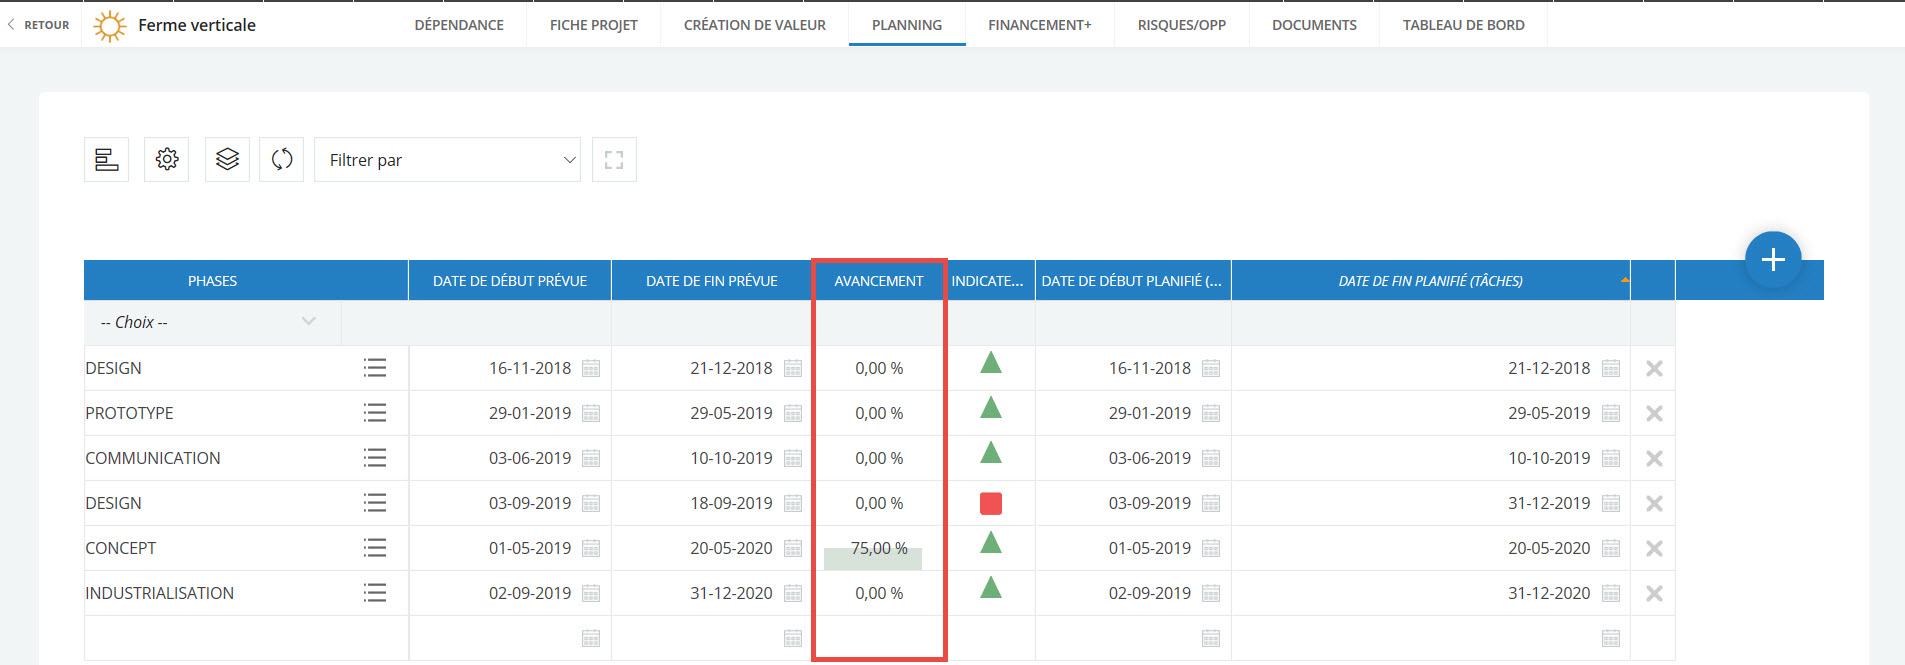 RETOUR Ferme verticale DÉPENDANCE FICHE PROJET CRÉATION DE VALEUR PLANNING FINANCEMENT+ RISQUES/OPP DOCUMENTS TABLEAU DE BORD
Filtrer par
PHASES DATE DE DÉBUT PRÉVUE DATE DE FIN PRÉVUE AVANCEMENT INDICATE... DATE DE DÉBUT PLANIFIÉ (... DATE DE FIN PLANIFIÉ (TÂCHES)
-- Choix --
DESIGN 16-11-2018 21-12-2018 0,00 % 16-11-2018 21-12-2018
PROTOTYPE 29-01-2019 29-05-2019 0,00 % 29-01-2019 29-05-2019
COMMUNICATION 03-06-2019 10-10-2019 0,00 % 03-06-2019 10-10-2019
DESIGN 03-09-2019 18-09-2019 0,00 % 03-09-2019 31-12-2019
CONCEPT 01-05-2019 20-05-2020 75,00 % 01-05-2019 20-05-2020
INDUSTRIALISATION 02-09-2019 31-12-2020 0,00 % 02-09-2019 31-12-2020